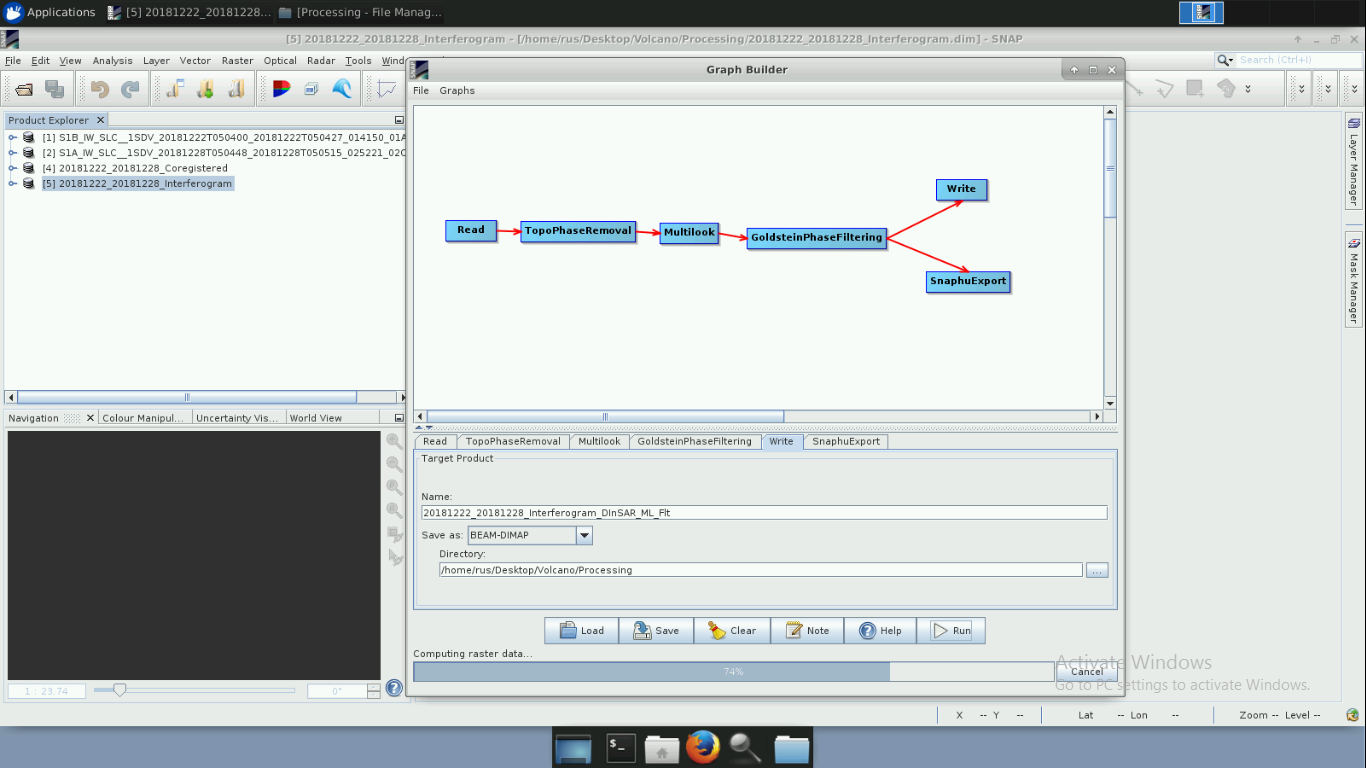 Applications [5] 20181222_20181228... [Processing - File Manag...
[5] 20181222_20181228_Interferogram - [/home/rus/Desktop/Volcano/Processing/20181222_20181228_Interferogram.dim] - SNAP
File Edit View Analysis Layer Vector Raster Optical Radar Tools Wind
Search (Ctrl+I)
Graph Builder
File Graphs
Product Explorer
[1] S1B_IW_SLC__1SDV_20181222T050400_20181222T050427_014150_01A
[2] S1A_IW_SLC__1SDV_20181228T050448_20181228T050515_025221_02C
[4] 20181222_20181228_Coregistered
[5] 20181222_20181228_Interferogram
Layer Manager
Mask Manager
Read
TopoPhaseRemoval
Multilook
GoldsteinPhaseFiltering
Write
SnaphuExport
Navigation Colour Manipul... Uncertainty Vis... World View
Read TopoPhaseRemoval Multilook GoldsteinPhaseFiltering Write SnaphuExport
Target Product
Name:
20181222_20181228_Interferogram_DInSAR_ML_Flt
Save as: BEAM-DIMAP
Directory:
/home/rus/Desktop/Volcano/Processing
...
Load Save Clear Note Help Run
Computing raster data...
74%
Cancel
Activate Windows
Go to PC settings to activate Windows.
1 : 23.74 0°
X -- Y -- Lat -- Lon -- Zoom -- Level --
$_